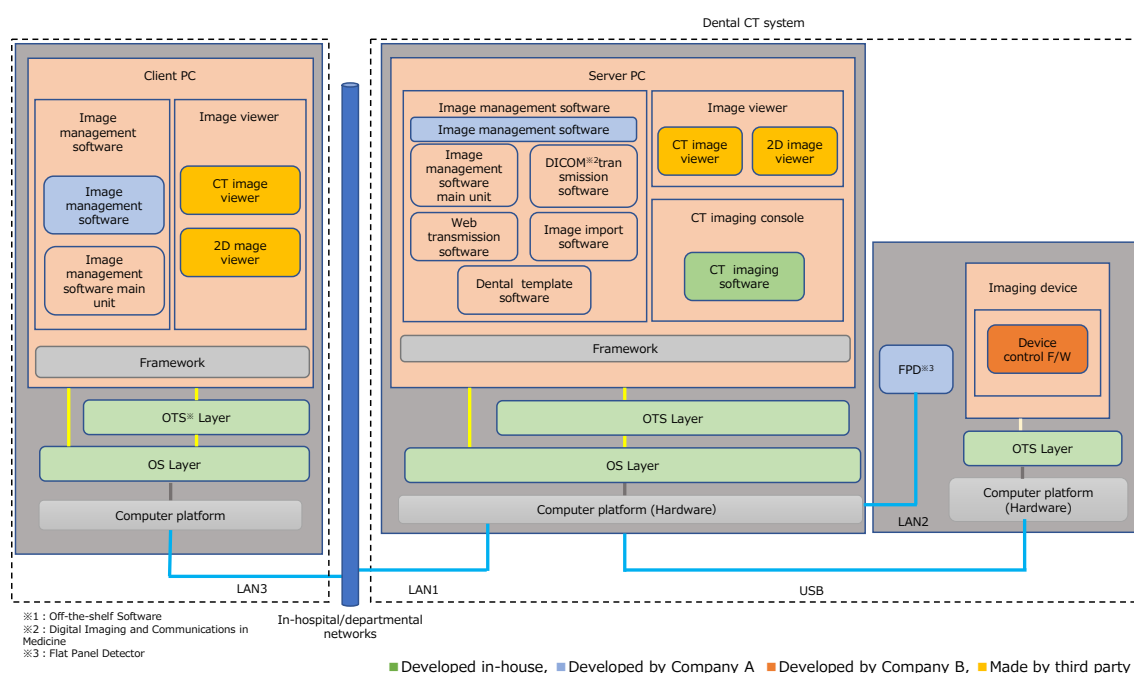 Dental CT system
Client PC
Image
management
software
Image
management
software
Image
management
software main
unit
Image viewer
CT image
viewer
2D mage
viewer
Framework
OTS※ Layer
OS Layer
Computer platform
LAN3
In-hospital/departmental
networks
Server PC
Image management software
Image management software
Image
management
software
main unit
DICOM※2tran
smission
software
Web
transmission
software
Image import
software
Dental template
software
Image viewer
CT image
viewer
2D image
viewer
CT imaging console
CT imaging
software
Framework
OTS Layer
OS Layer
Computer platform (Hardware)
LAN1
USB
FPD※3
Imaging device
Device
control F/W
OTS Layer
Computer platform
(Hardware)
LAN2
※1 : Off-the-shelf Software
※2 : Digital Imaging and Communications in
Medicine
※3 : Flat Panel Detector
■Developed in-house, ■Developed by Company A ■Developed by Company B, ■Made by third party